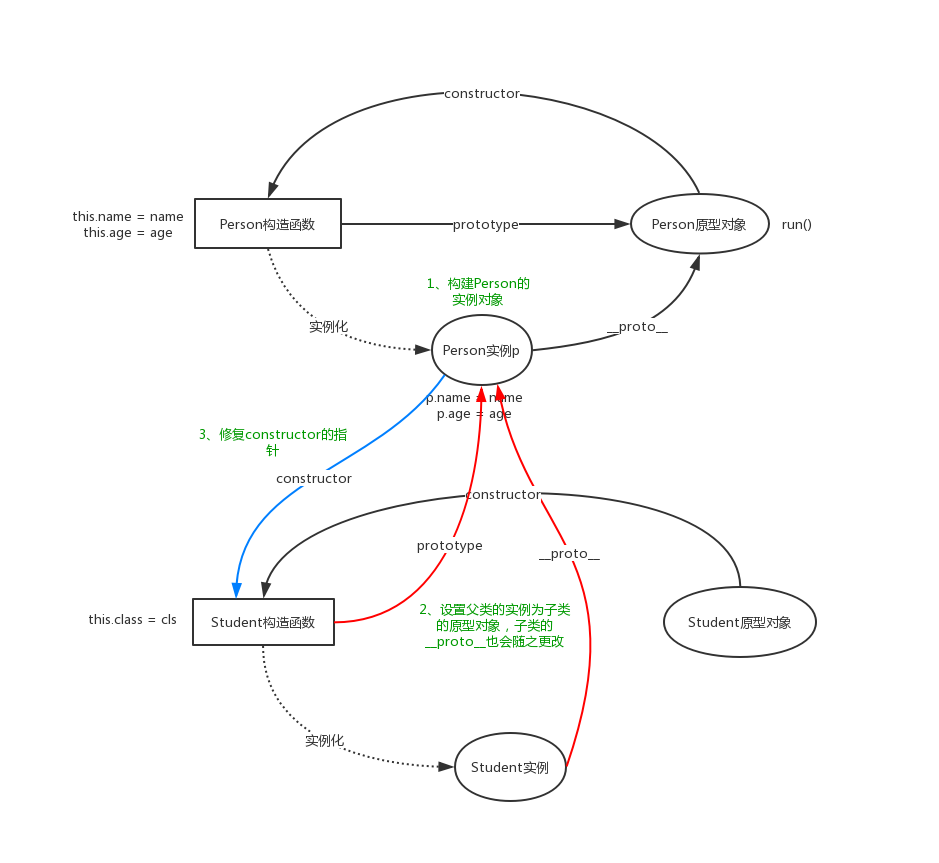 constructor
this.name = name
this.age = age
Person构造函数
prototype
Person原型对象
run()
1、构建Person的
实例对象
实例化
__proto__
Person实例p
p.name = name
p.age = age
3、修复constructor的指
针
constructor
constructor
prototype
__proto__
this.class = cls
Student构造函数
2、设置父类的实例为子类
的原型对象，子类的
__proto__也会随之更改
Student原型对象
实例化
Student实例